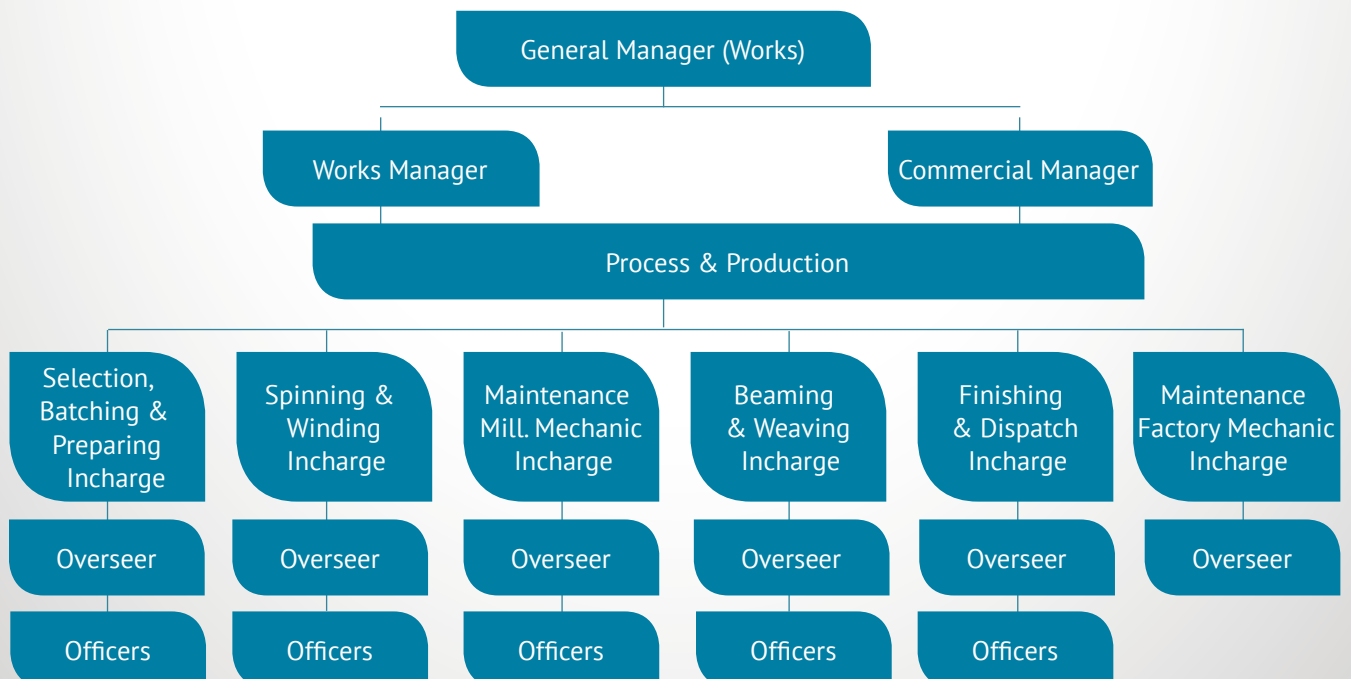 General Manager (Works)
Works Manager
Commercial Manager
Process & Production
Selection,
Batching &
Preparing
Incharge
Spinning &
Winding
Incharge
Maintenance
Mill. Mechanic
Incharge
Beaming
& Weaving
Incharge
Finishing
& Dispatch
Incharge
Maintenance
Factory Mechanic
Incharge
Overseer
Overseer
Overseer
Overseer
Overseer
Overseer
Officers
Officers
Officers
Officers
Officers